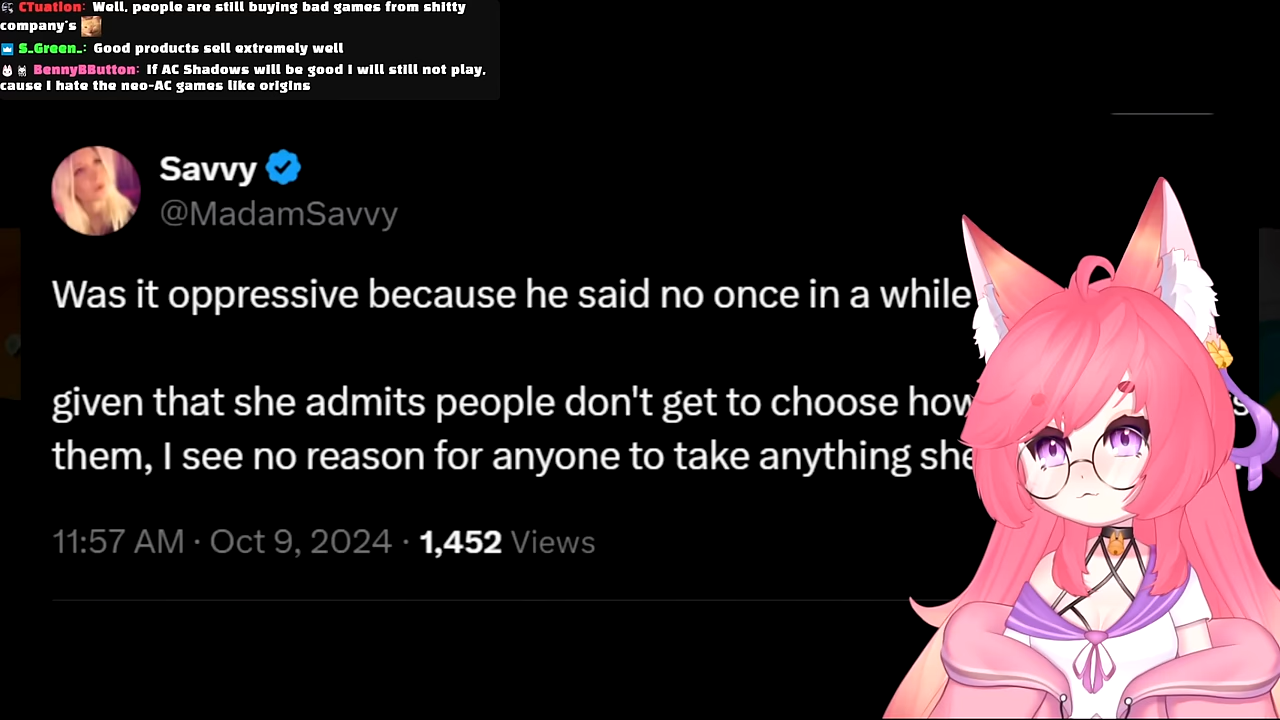 CTuation: Well, people are still buying bad games from shitty
company's
S_Green_: Good products sell extremely well
BennyBButton: If AC Shadows will be good I will still not play,
cause I hate the neo-AC games like origins
Savvy
@MadamSavvy
Was it oppressive because he said no once in a while
given that she admits people don't get to choose how
them, I see no reason for anyone to take anything she
11:57 AM · Oct 9, 2024 · 1,452 Views